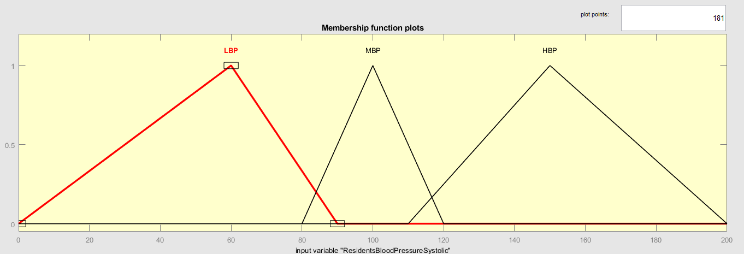 plot points:
181
Membership function plots
LBP
MBP
HBP
1
0.5
0
0 20 40 60 80 100 120 140 160 180 200
input variable "ResidentsBloodPressureSystolic"